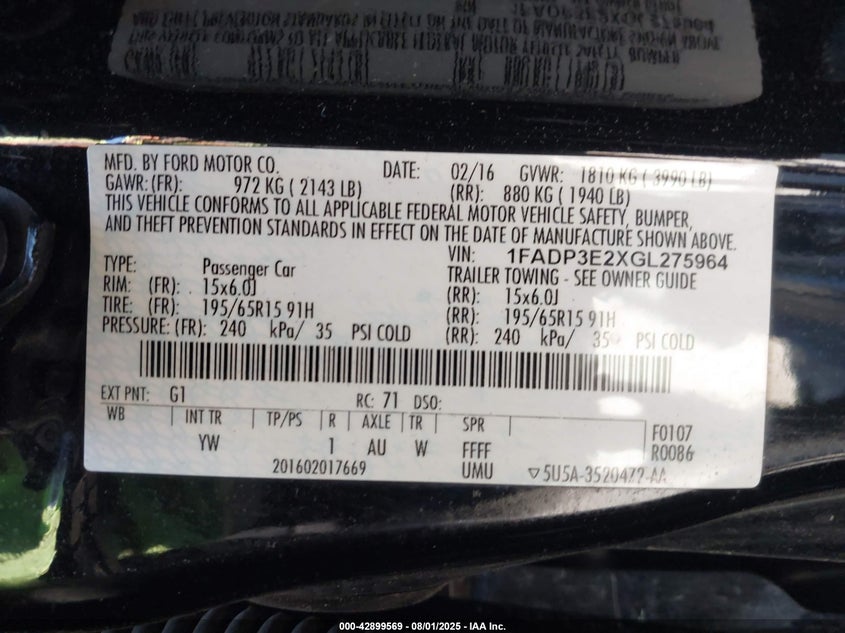 MFD. BY FORD MOTOR CO. DATE: 02/16 GVWR: 1810 KG ( 3990 LB)
GAWR:(FR): 972 KG ( 2143 LB) (RR): 880 KG ( 1940 LB)
THIS VEHICLE CONFORMS TO ALL APPLICABLE FEDERAL MOTOR VEHICLE SAFETY, BUMPER,
AND THEFT PREVENTION STANDARDS IN EFFECT ON THE DATE OF MANUFACTURE SHOWN ABOVE.
VIN: 1FADP3E2XGL275964
TYPE: Passenger Car TRAILER TOWING - SEE OWNER GUIDE
RIM: (FR): 15x6.0J (RR): 15x6.0J
TIRE: (FR): 195/65R15 91H (RR): 195/65R15 91H
PRESSURE: (FR): 240 kPa/ 35 PSI COLD (RR): 240 kPa/ 35 PSI COLD
EXT PNT: G1 RC: 71 DSO:
WB INT TR TP/PS R AXLE TR SPR
YW 1 AU W FFFF F0107
R0086
201602017669 UMU ▽5U5A-3520472-AA
000-42899569 - 08/01/2025 - IAA Inc.